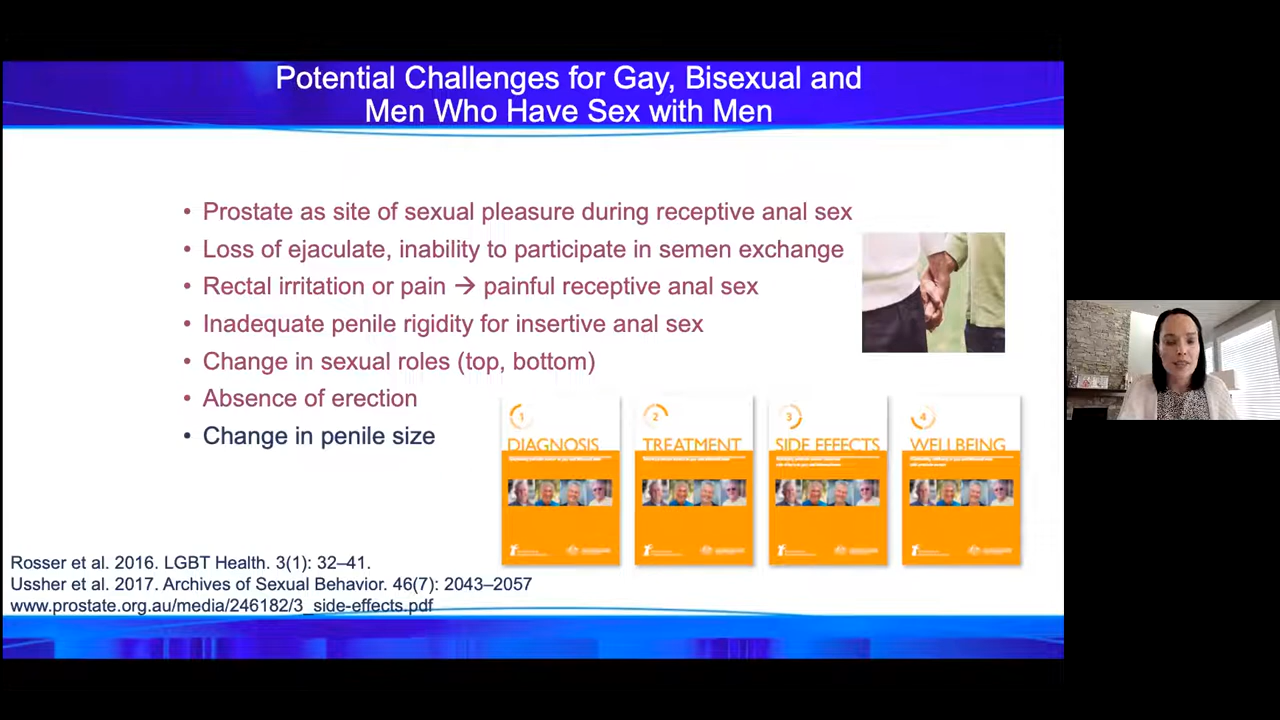 Potential Challenges for Gay, Bisexual and
Men Who Have Sex with Men
• Prostate as site of sexual pleasure during receptive anal sex
• Loss of ejaculate, inability to participate in semen exchange
• Rectal irritation or pain → painful receptive anal sex
• Inadequate penile rigidity for insertive anal sex
• Change in sexual roles (top, bottom)
• Absence of erection
• Change in penile size
1
DIAGNOSIS
2
TREATMENT
3
SIDE EFFECTS
4
WELLBEING
Rosser et al. 2016. LGBT Health. 3(1): 32–41.
Ussher et al. 2017. Archives of Sexual Behavior. 46(7): 2043–2057
www.prostate.org.au/media/246182/3_side-effects.pdf